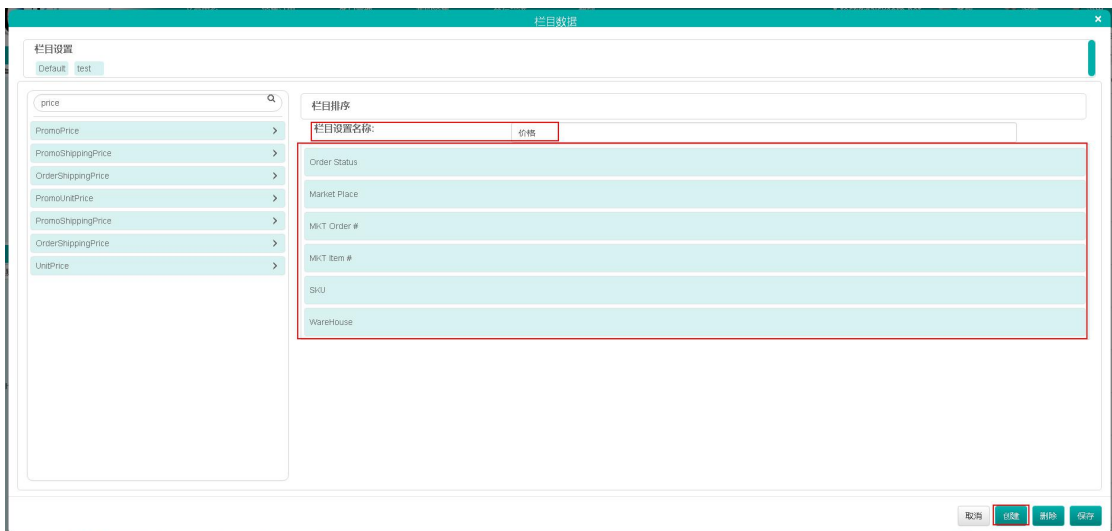 栏目数据
×
栏目设置
Default test
price
PromoPrice
PromoShippingPrice
OrderShippingPrice
PromoUnitPrice
PromoShippingPrice
OrderShippingPrice
UnitPrice
栏目排序
栏目设置名称: 价格
Order Status
Market Place
MKT Order #
MKT Item #
SKU
WareHouse
取消 创建 删除 保存